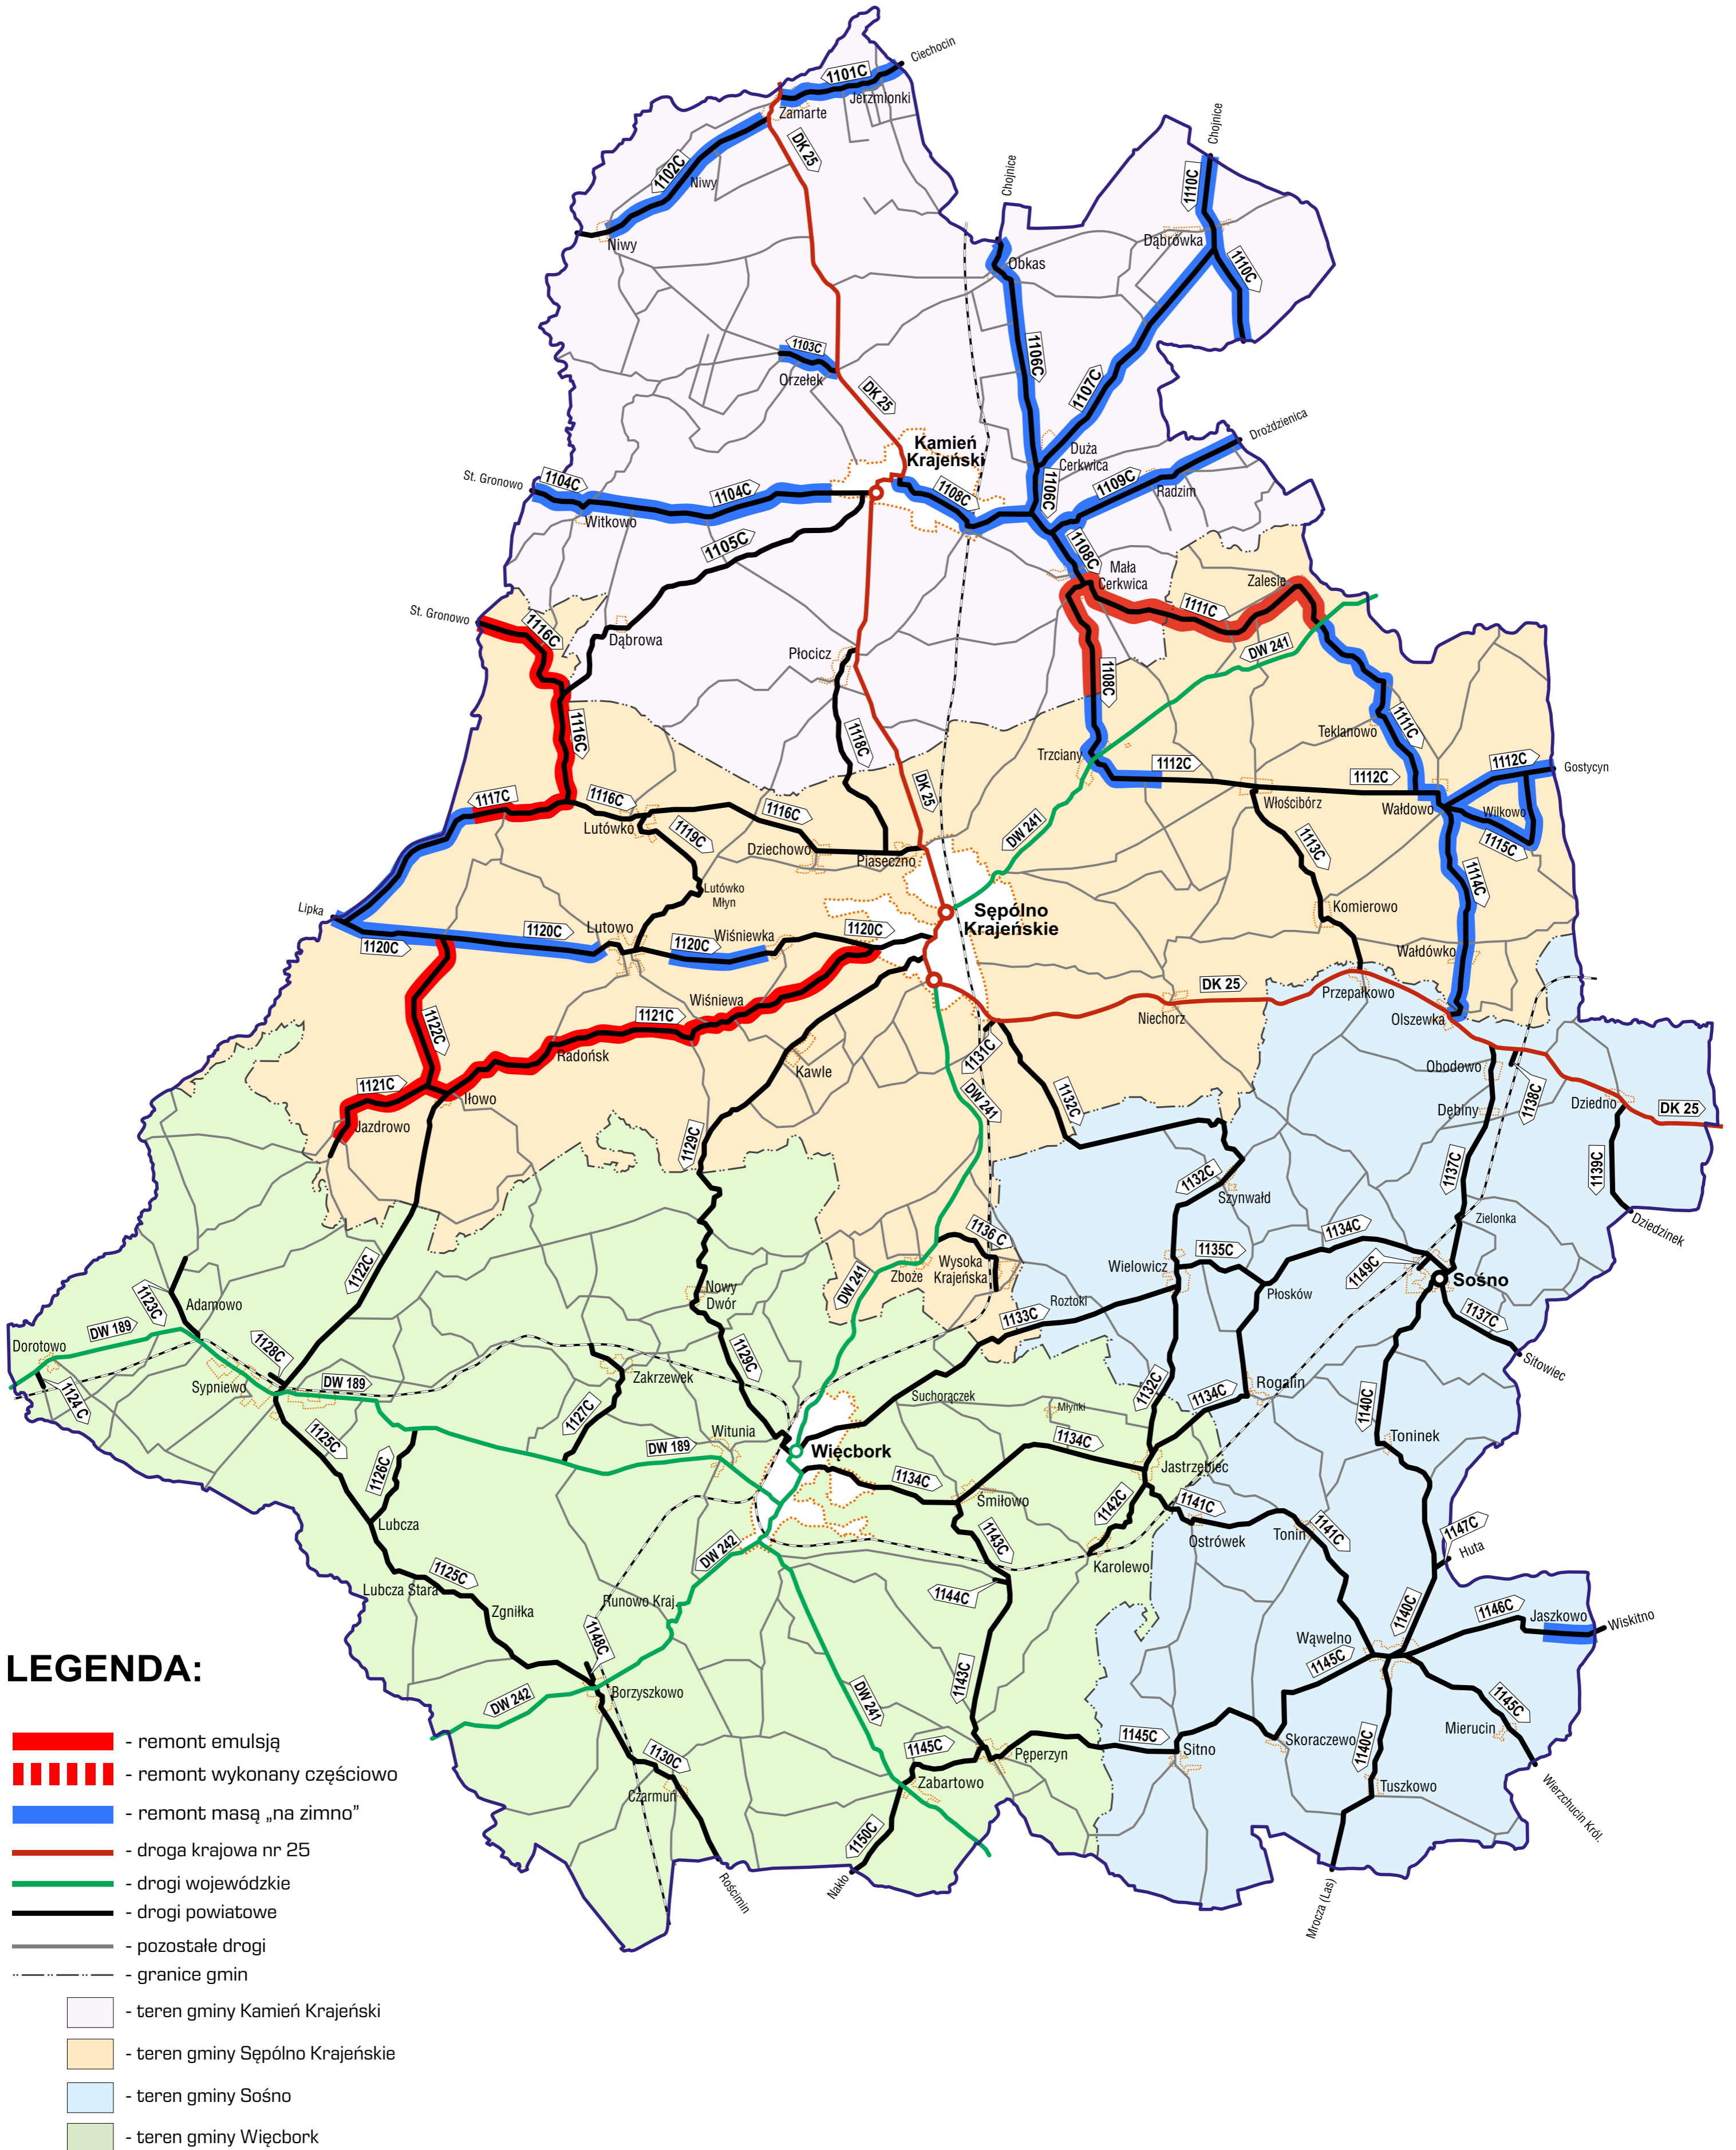 Ciechocin
1101C
Jerzmionki
Zamarte
DK 25
1102C
Niwy
Niwy
Chojnice
Chojnice
1110C
Dąbrówka
1110C
Obkas
1103C
Orzełek
DK 25
1106C
1107C
Kamień
Krajeński
Duża
Cerkwica
Drożdzienica
St. Gronowo
1104C
1104C
1108C
1106C
1109C
Radzim
Witkowo
1105C
1108C
Mała
Cerkwica
Zalesie
1111C
St. Gronowo
1116C
Dąbrowa
Płocicz
DW 241
1108C
1116C
1118C
Teklanowo
1111C
Trzciany
1112C
1112C
1112C
Gostycyn
DK 25
1117C
1116C
1116C
Włościbórz
Wałdowo
Wilkowo
Lutówko
1119C
DW 241
1113C
1115C
Dziechowo
Piaseczno
1114C
Lutówko
Młyn
Lipka
Sępólno
Krajeńskie
Komierowo
1120C
1120C
Lutowo
1120C
Wiśniewka
1120C
Wałdówko
Wiśniewa
1121C
DK 25
Przepałkowo
Niechorz
Olszewka
1122C
Radońsk
1131C
Kawle
Obodowo
1121C
Iłowo
DW 241
1132C
Dębiny
1138C
Dziedno
DK 25
Jazdrowo
1129C
1137C
1139C
1132C
Szynwałd
Zielonka
Dziedzinek
1136 C
1134C
1122C
Zboże
Wysoka
Krajeńska
Wielowicz
1135C
1149C
Sośno
DW 241
Nowy
Dwór
Roztoki
Płosków
1123C
Adamowo
1133C
1137C
DW 189
Dorotowo
1128C
1129C
Sitowiec
Sypniewo
DW 189
Zakrzewek
1124 C
Suchorączek
1132C
1134C
Rogalin
1127C
Młynki
1140C
1125C
Witunia
DW 189
Więcbork
1134C
Toninek
1126C
1134C
Jastrzębiec
Śmiłowo
1142C
1141C
Lubcza
1143C
Ostrówek
Tonin
1141C
1147C
Huta
DW 242
Karolewo
1125C
Lubcza Stara
1144C
Runowo Kraj.
Zgniłka
1140C
1146C
Jaszkowo
Wiskitno
1148C
Wąwelno
1145C
1143C
Borzyszkowo
DW 242
DW 241
1145C
Mierucin
1145C
Skoraczewo
1140C
1130C
1145C
Pęperzyn
Sitno
Zabartowo
Tuszkowo
Czarmuń
Wierzchucin Król.
1150C
Nakło
Rościmin
Mrocza (Las)
LEGENDA:
- remont emulsją
- remont wykonany częściowo
- remont masą „na zimno”
- droga krajowa nr 25
- drogi wojewódzkie
- drogi powiatowe
- pozostałe drogi
- granice gmin
- teren gminy Kamień Krajeński
- teren gminy Sępólno Krajeńskie
- teren gminy Sośno
- teren gminy Więcbork